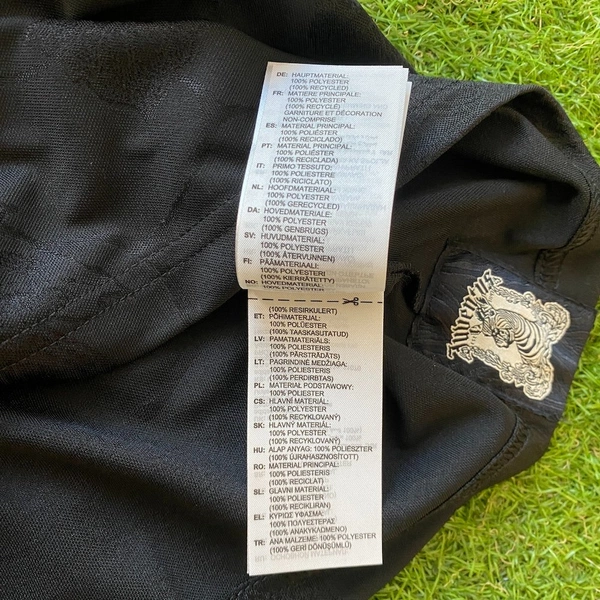 DE: HAUPTMATERIAL:
100% POLYESTER
(100% RECYCLED)
FR: MATIERE PRINCIPALE:
100% POLYESTER
(100% RECYCLÉ)
GARNITURE ET DÉCORATION
NON-COMPRISE
ES: MATERIAL PRINCIPAL:
100% POLIÉSTER
(100% RECICLADO)
PT: MATERIAL PRINCIPAL:
100% POLIÉSTER
(100% RECICLADA)
IT: PRIMO TESSUTO:
100% POLIESTERE
(100% RICICLATO)
NL: HOOFDMATERIAAL:
100% POLYESTER
(100% GERECYCLED)
DA: HOVEDMATERIALE:
100% POLYESTER
(100% GENBRUGS)
SV: HUVUDMATERIAL:
100% POLYESTER
(100% ÅTERVUNNEN)
FI: PÄÄMATERIAALI:
100% POLYESTERI
(100% KIERRÄTETTY)
NO: HOVEDMATERIAL:
100% POLYESTER
(100% RESIRKULERT)
ET: PÕHIMATERJAL:
100% POLÜESTER
(100% TAASKASUTATUD)
LV: PAMATMATERIĀLS:
100% POLIESTERIS
(100% PĀRSTRĀDĀTS)
LT: PAGRINDINĖ MEDŽIAGA:
100% POLIESTERIS
(100% PERDIRBTAS)
PL: MATERIAŁ PODSTAWOWY:
100% POLIESTER
CS: HLAVNÍ MATERIÁL:
100% POLYESTER
(100% RECYKLOVANÝ)
SK: HLAVNÝ MATERIÁL:
100% POLYESTER
(100% RECYKLOVANÝ)
HU: ALAP ANYAG: 100% POLIÉSZTER
(100% ÚJRAHASZNOSÍTOTT)
RO: MATERIAL PRINCIPAL:
100% POLIESTERIS
(100% RECICLAT)
SL: GLAVNI MATERIAL:
100% POLIESTER
(100% RECIKLIRAN)
EL: ΚΥΡΙΩΣ ΥΦΑΣΜΑ:
100% ΠΟΛΥΕΣΤΕΡΑΣ
(100% ΑΝΑΚΥΚΛΩΜΕΝΟ)
TR: ANA MALZEME: 100% POLYESTER
(100% GERİ DÖNÜŞÜMLÜ)